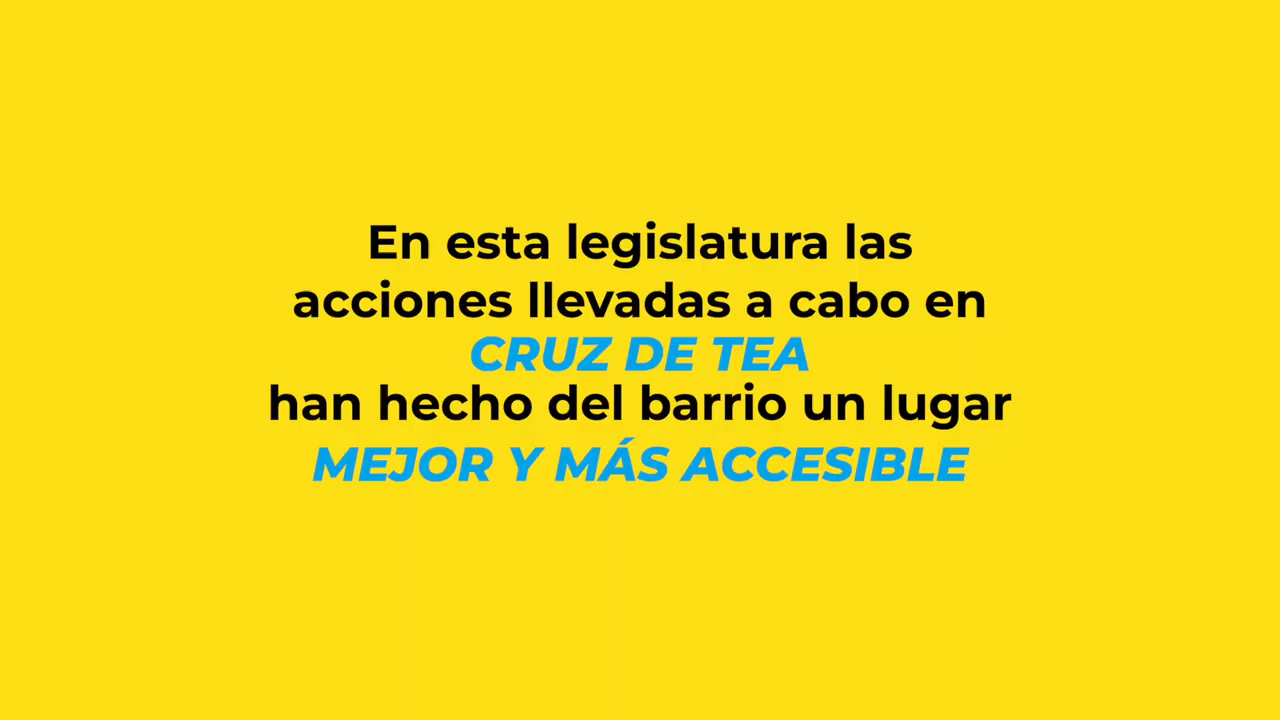 En esta legislatura las
acciones llevadas a cabo en
CRUZ DE TEA
han hecho del barrio un lugar
MEJOR Y MÁS ACCESIBLE